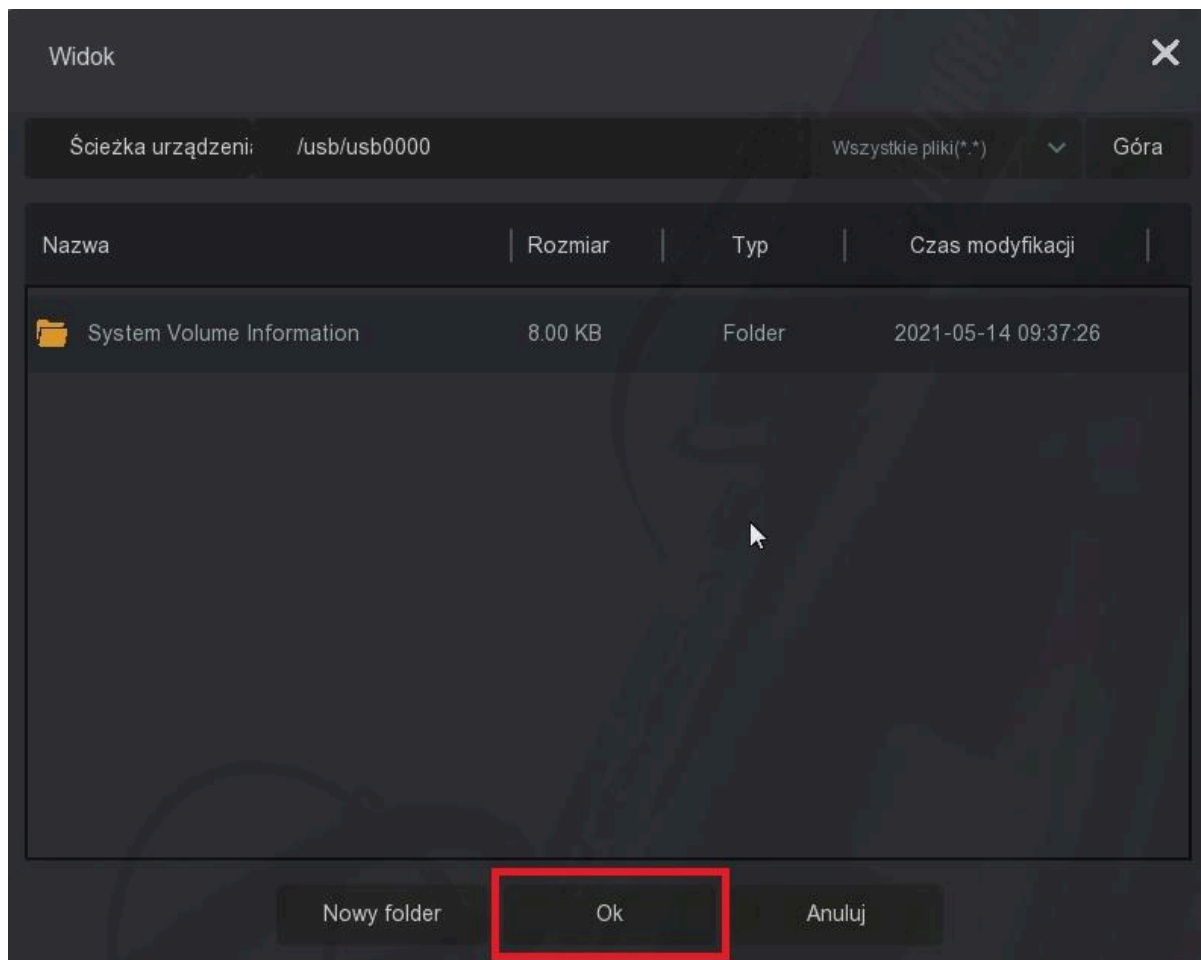 Widok
Ścieżka urządzeni /usb/usb0000 Wszystkie pliki(*.*) Góra
Nazwa Rozmiar Typ Czas modyfikacji
System Volume Information 8.00 KB Folder 2021-05-14 09:37:26
Nowy folder Ok Anuluj